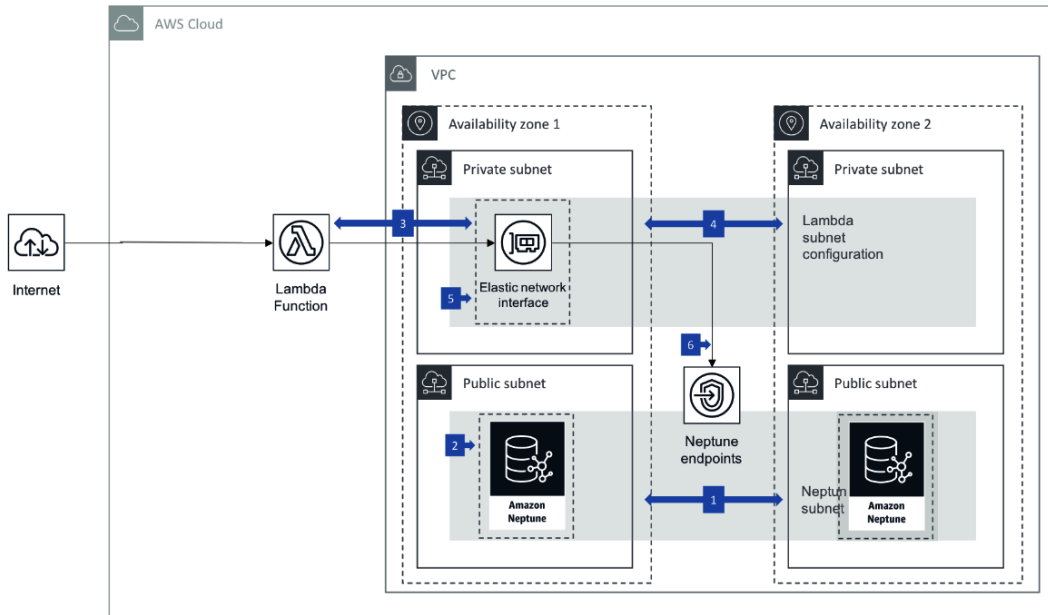 AWS Cloud
VPC
Availability zone 1
Availability zone 2
Private subnet
Private subnet
3
4
Lambda
subnet
configuration
Internet
Lambda
Function
Elastic network
interface
5
6
Public subnet
Public subnet
2
Neptune
endpoints
Amazon
Neptune
1
Neptun
subnet
Amazon
Neptune